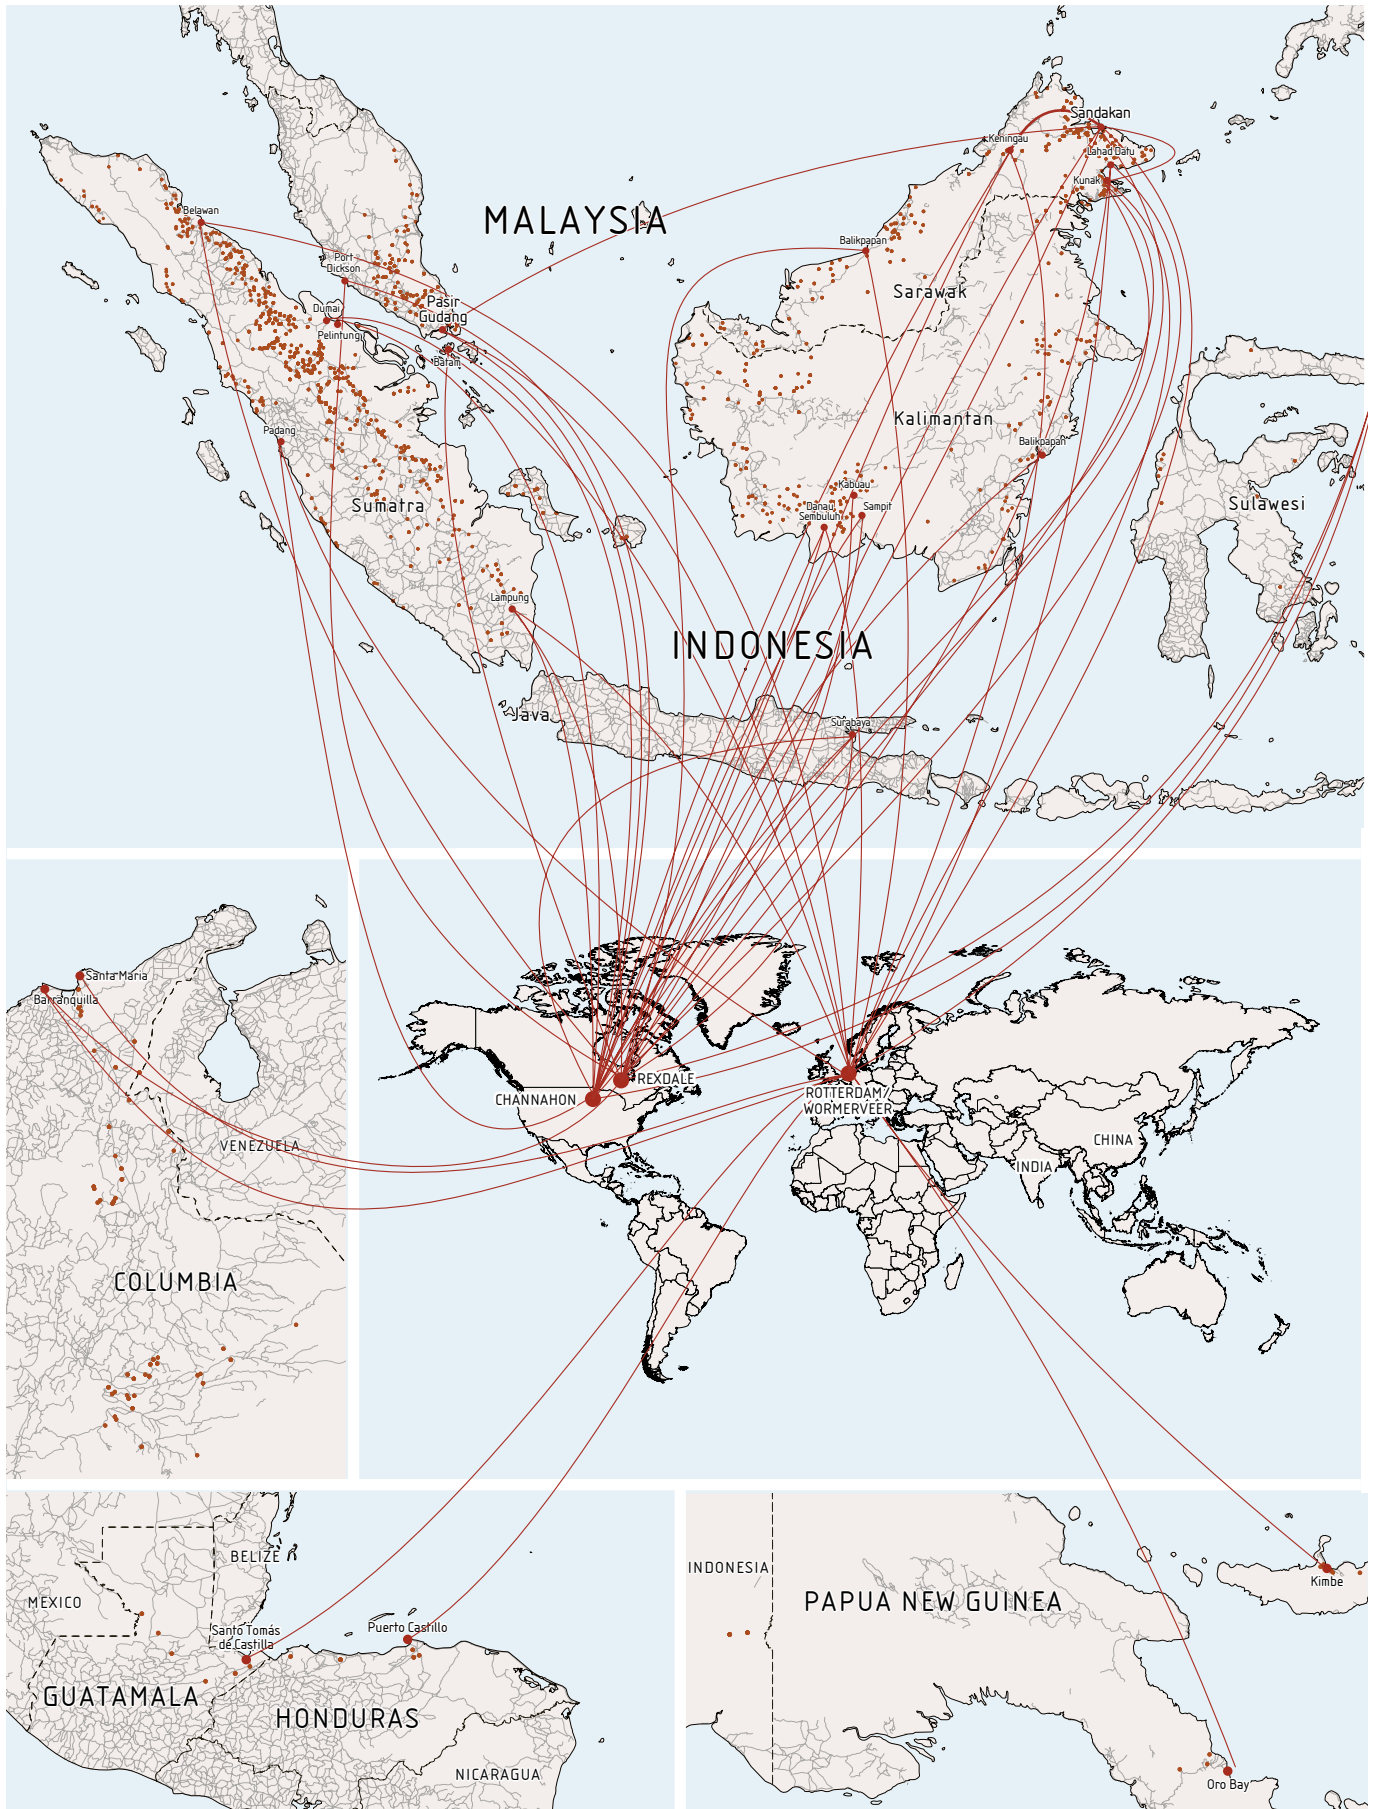 Sandakan
Keningau
Lahad Datu
Kunak
Belawan
MALAYSIA
Balikpapan
Port
Dickson
Sarawak
Pasir
Gudang
Dumai
Pelintung
Batam
Kalimantan
Padang
Balikpapan
Kabuau
Sumatra
Danau
Sembuluh
Sampit
Sulawesi
Lampung
INDONESIA
Java
Surabaya
Santa Maria
Barranquilla
VENEZUELA
COLUMBIA
REXDALE
CHANNAHON
ROTTERDAM/
WORMERVEER
CHINA
INDIA
BELIZE
MEXICO
Santo Tomás
de Castilla
Puerto Castillo
GUATAMALA
HONDURAS
NICARAGUA
INDONESIA
PAPUA NEW GUINEA
Kimbe
Oro Bay